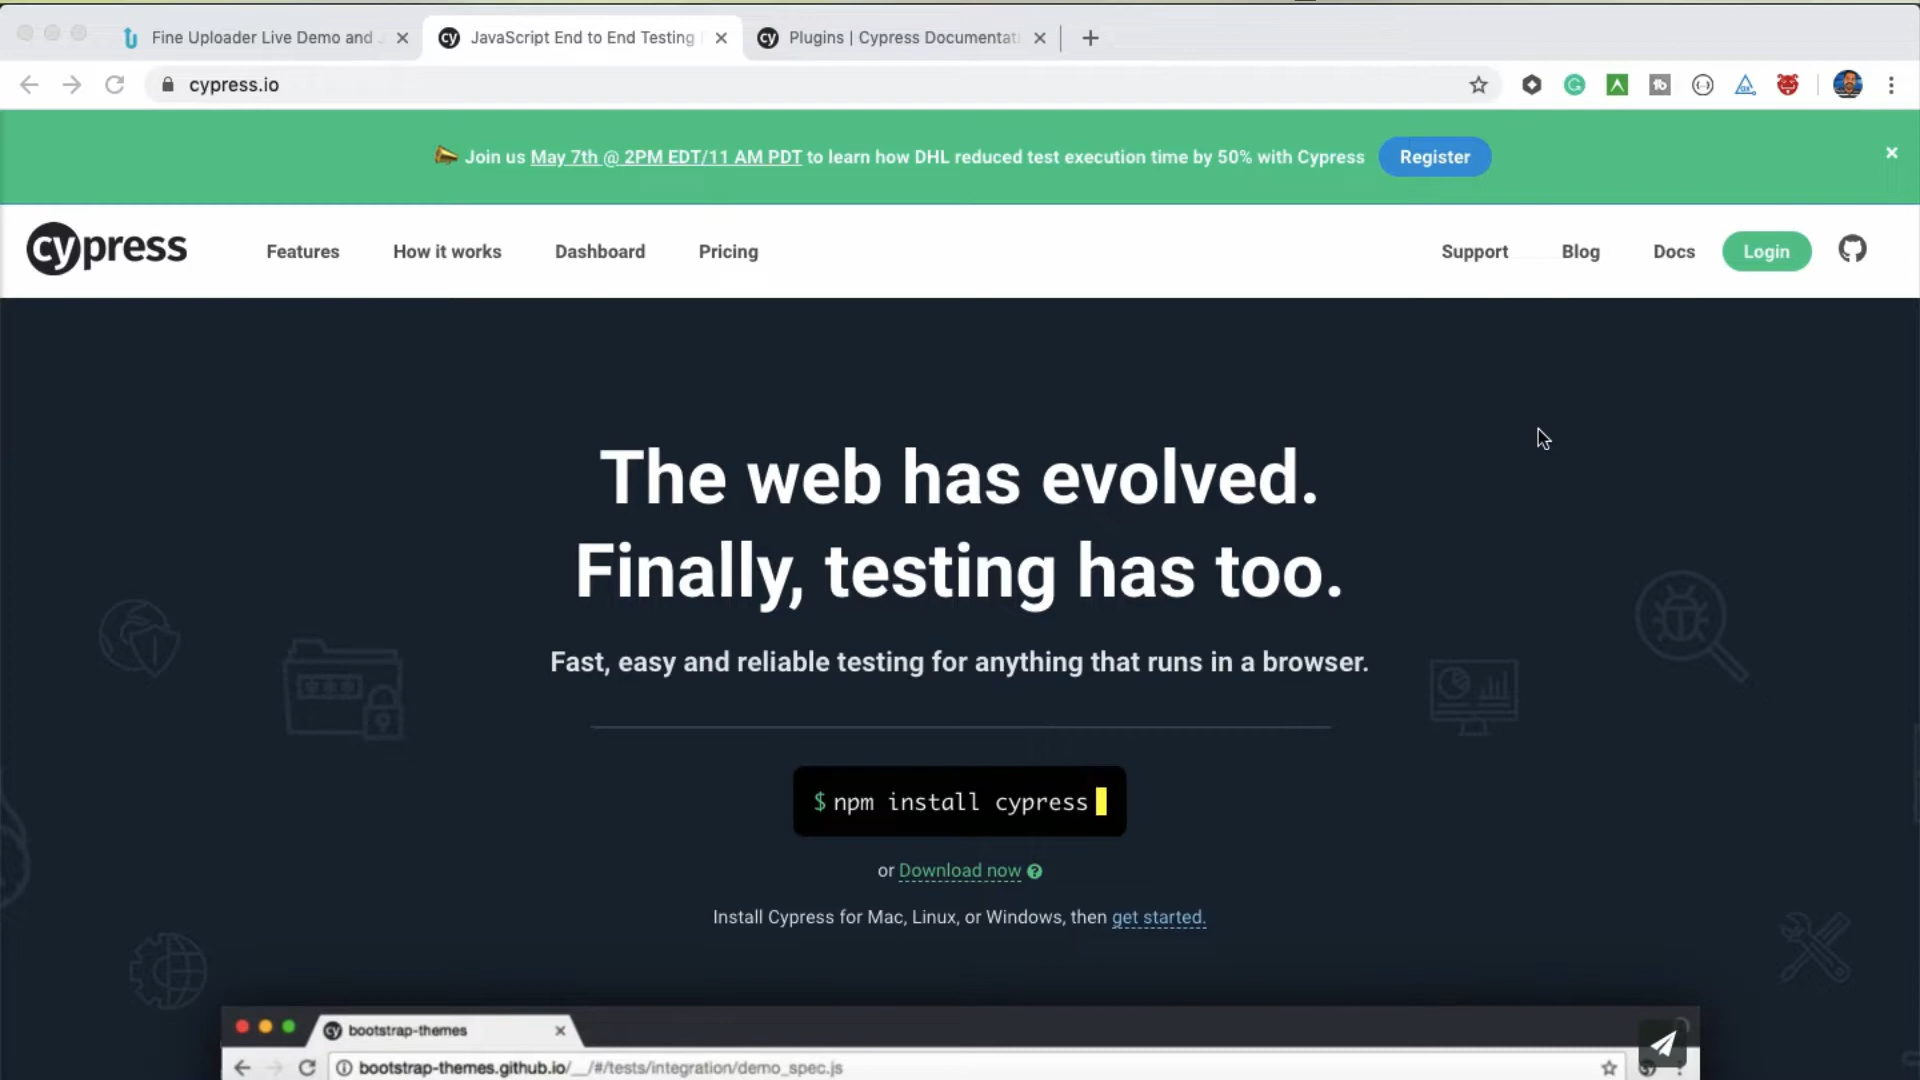 Fine Uploader Live Demo and
JavaScript End to End Testing
Plugins | Cypress Documentat
cypress.io
Join us May 7th @ 2PM EDT/11 AM PDT to learn how DHL reduced test execution time by 50% with Cypress
Register
cypress
Features
How it works
Dashboard
Pricing
Support
Blog
Docs
Login
The web has evolved.
Finally, testing has too.
Fast, easy and reliable testing for anything that runs in a browser.
$ npm install cypress
or Download now
Install Cypress for Mac, Linux, or Windows, then get started.
cy bootstrap-themes
bootstrap-themes.github.io/__/#/tests/integration/demo_spec.js